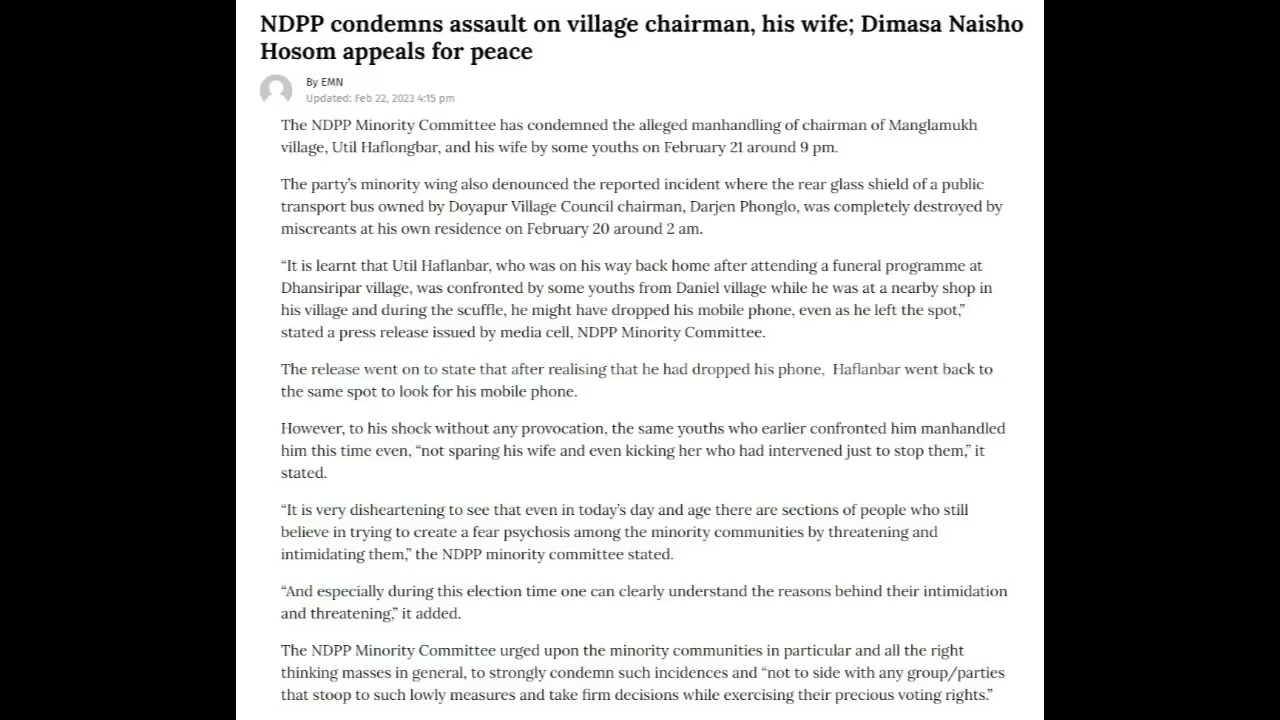 NDPP condemns assault on village chairman, his wife; Dimasa Naisho
Hosom appeals for peace
By EMN
Updated: Feb 22, 2023 4:15 pm
The NDPP Minority Committee has condemned the alleged manhandling of chairman of Manglamukh
village, Util Haflongbar, and his wife by some youths on February 21 around 9 pm.
The party's minority wing also denounced the reported incident where the rear glass shield of a public
transport bus owned by Doyapur Village Council chairman, Darjen Phonglo, was completely destroyed by
miscreants at his own residence on February 20 around 2 am.
“It is learnt that Util Haflanbar, who was on his way back home after attending a funeral programme at
Dhansiripar village, was confronted by some youths from Daniel village while he was at a nearby shop in
his village and during the scuffle, he might have dropped his mobile phone, even as he left the spot,”
stated a press release issued by media cell, NDPP Minority Committee.
The release went on to state that after realising that he had dropped his phone, Haflanbar went back to
the same spot to look for his mobile phone.
However, to his shock without any provocation, the same youths who earlier confronted him manhandled
him this time even, “not sparing his wife and even kicking her who had intervened just to stop them,” it
stated.
“It is very disheartening to see that even in today's day and age there are sections of people who still
believe in trying to create a fear psychosis among the minority communities by threatening and
intimidating them,” the NDPP minority committee stated.
“And especially during this election time one can clearly understand the reasons behind their intimidation
and threatening,” it added.
The NDPP Minority Committee urged upon the minority communities in particular and all the right
thinking masses in general, to strongly condemn such incidences and “not to side with any group/parties
that stoop to such lowly measures and take firm decisions while exercising their precious voting rights.”